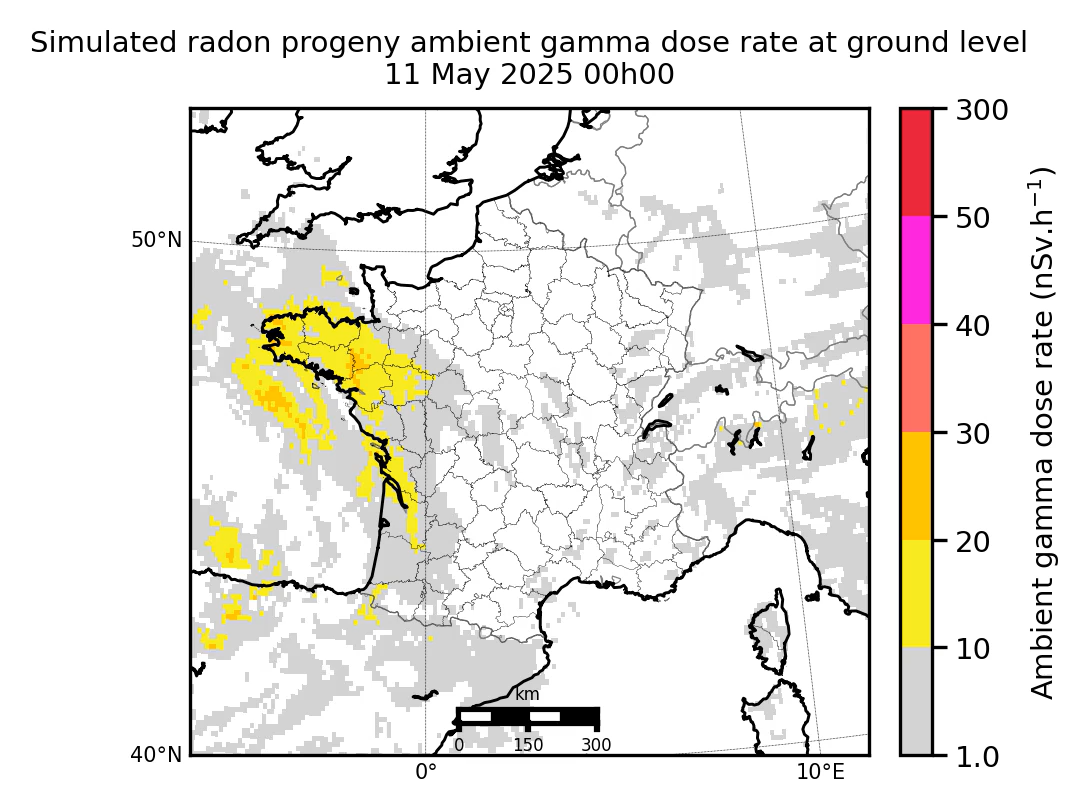 Simulated radon progeny ambient gamma dose rate at ground level
11 May 2025 00h00
50°N
40°N
0°
10°E
km
0 150 300
300
50
40
30
20
10
1.0
Ambient gamma dose rate (nSv.h⁻¹)